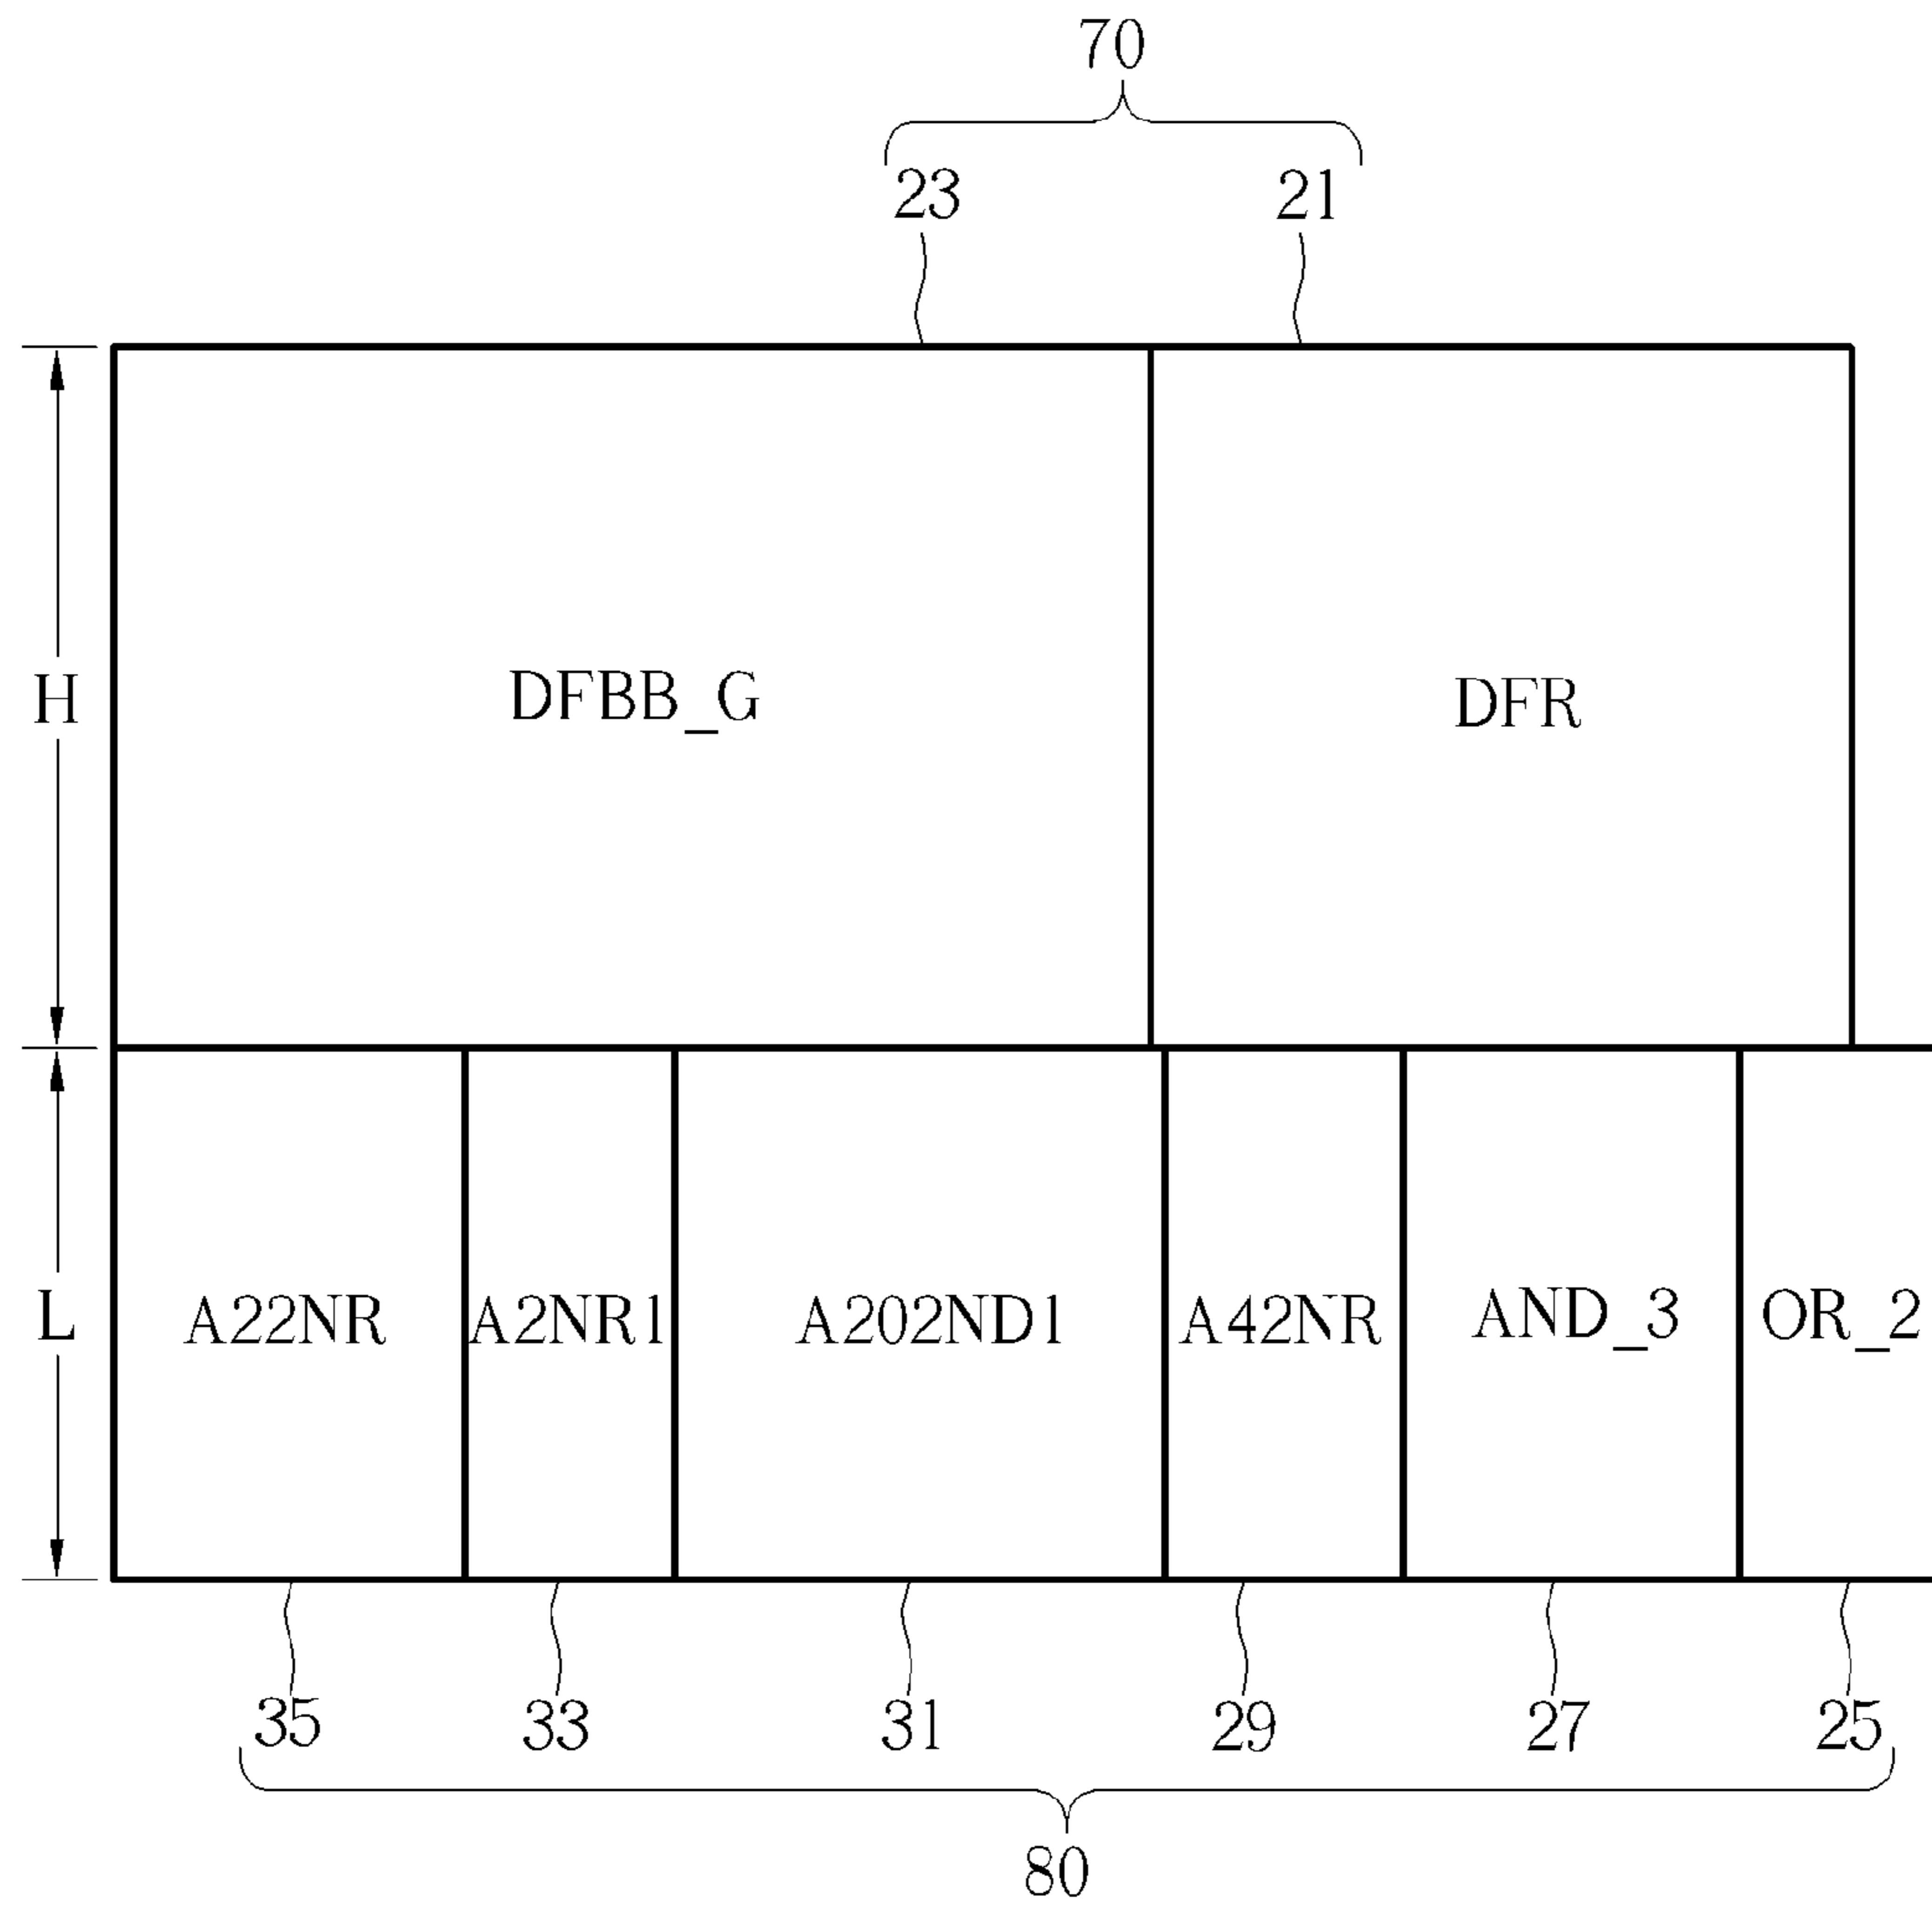 70
23 21
H DFBB_G DFR
L A22NR A2NR1 A202ND1 A42NR AND_3 OR_2
35 33 31 29 27 25
80